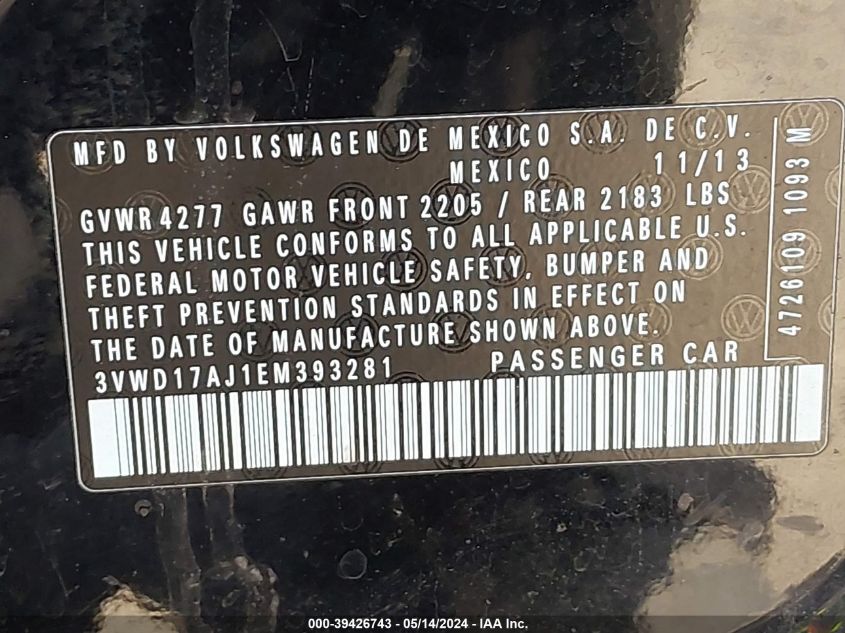 MFD BY VOLKSWAGEN DE MEXICO S.A. DE C.V.
MEXICO 11/13
GVWR 4277 GAWR FRONT 2205 / REAR 2183 LBS
THIS VEHICLE CONFORMS TO ALL APPLICABLE U.S.
FEDERAL MOTOR VEHICLE SAFETY, BUMPER AND
THEFT PREVENTION STANDARDS IN EFFECT ON
THE DATE OF MANUFACTURE SHOWN ABOVE.
3VWD17AJ1EM393281 PASSENGER CAR
4726109 1093 M
000-39426743 - 05/14/2024 - IAA Inc.